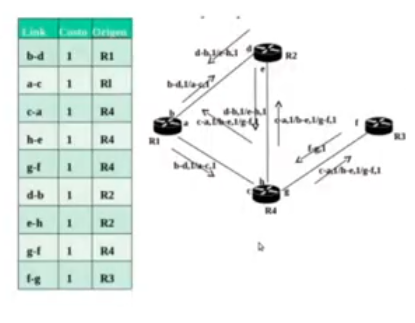 Link Costo Origen
b-d 1 R1
a-c 1 R1
c-a 1 R4
h-e 1 R4
g-f 1 R4
d-b 1 R2
e-h 1 R2
g-f 1 R4
f-g 1 R3
d-b,1/e-h,1
d
R2
e
b-d,1/a-c,1
b
a
R1
d-b,1/e-h,1
c-a,1/h-e,1/g-f,1
c-a,1/h-e,1/g-f,1
f
R3
f-g,1
b-d,1/a-c,1
h
c
g
c-a,1/h-e,1/g-f,1
R4